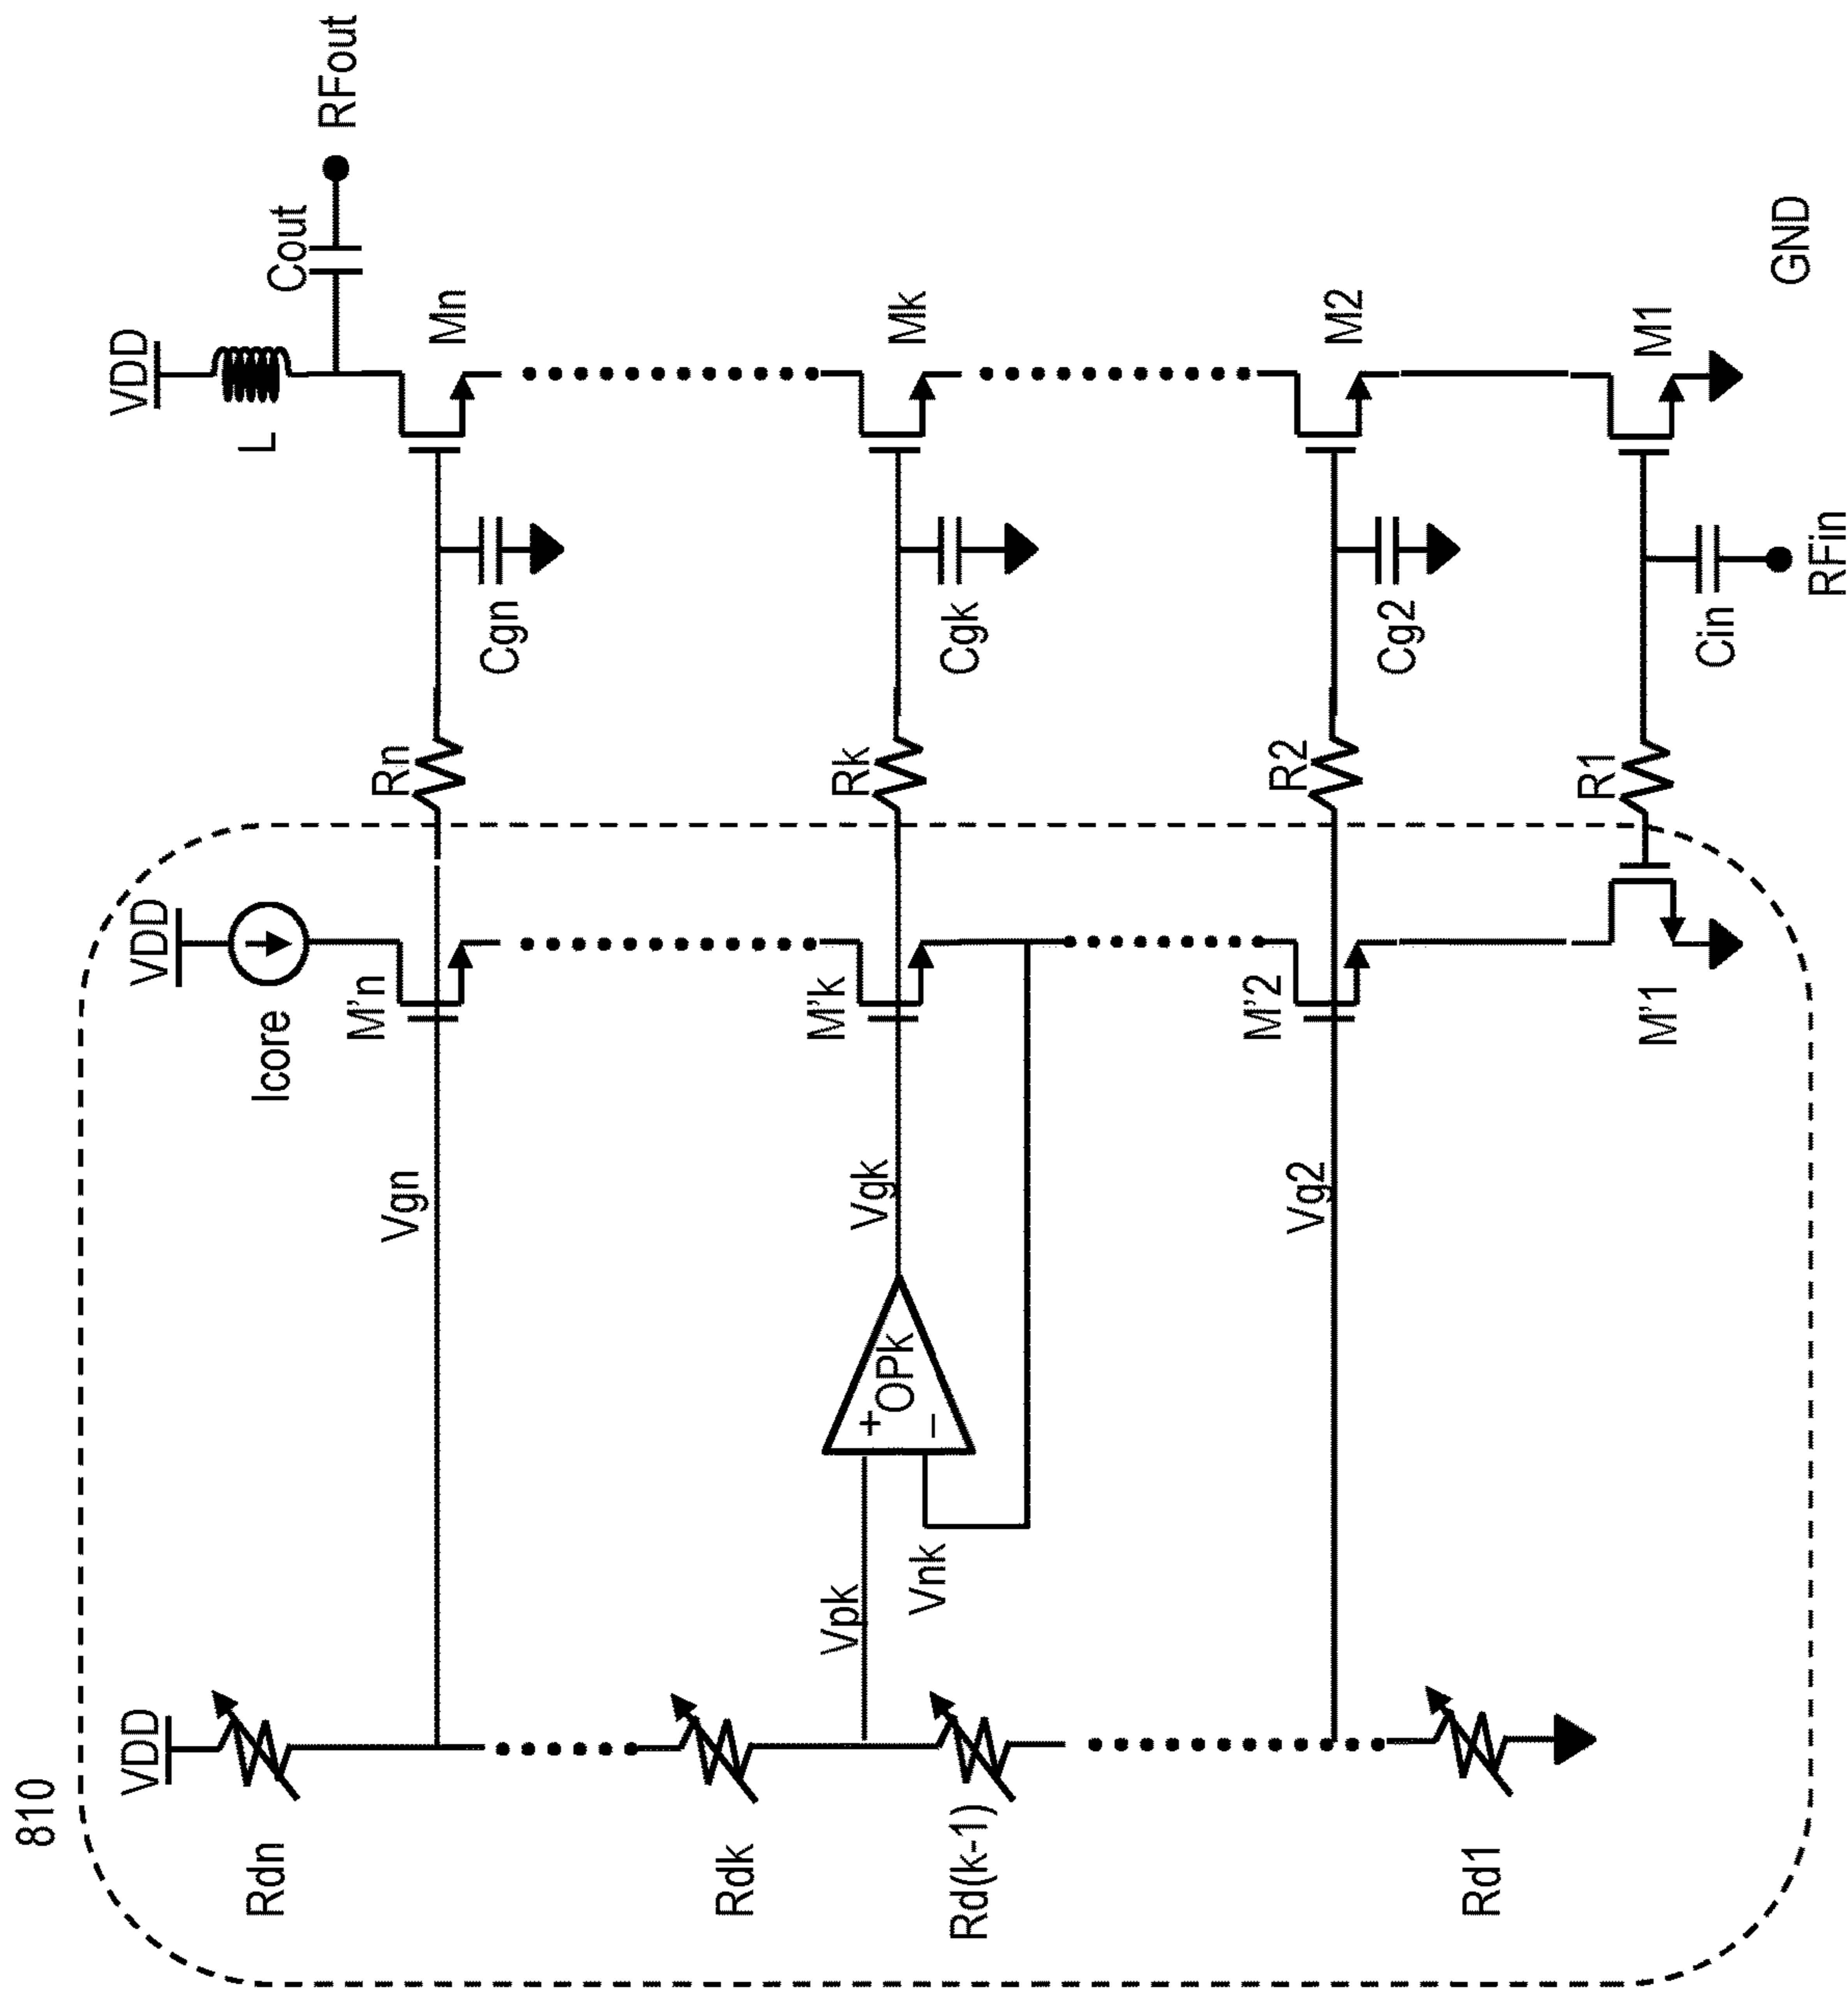 810
VDD
Rdn
Rdk
Rd(k-1)
Rd1
Vpk
Vnk
+
OPk
−
Vgn
Vgk
Vg2
VDD
Icore
M'n
M'k
M'2
M'1
Rn
Rk
R2
R1
Cgn
Cgk
Cg2
Cin
RFin
VDD
L
Cout
RFout
Mn
Mk
M2
M1
GND